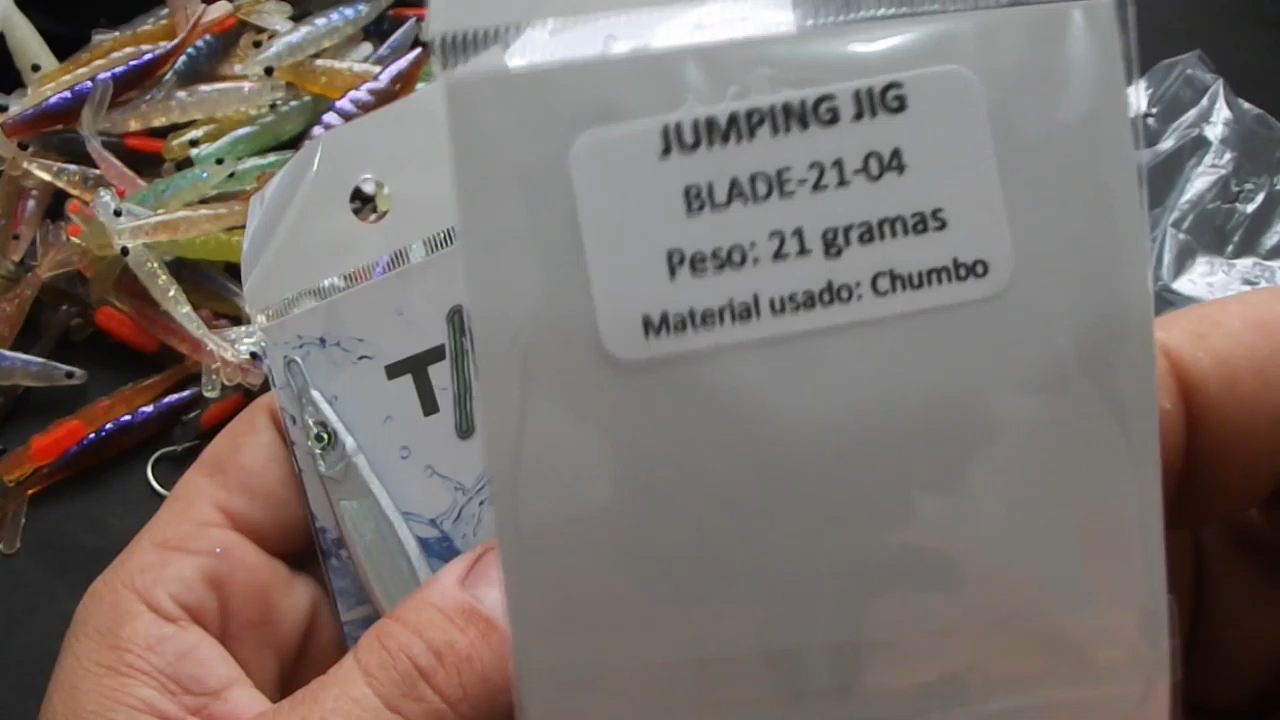 JUMPING JIG
BLADE-21-04
Peso: 21 gramas
Material usado: Chumbo
T